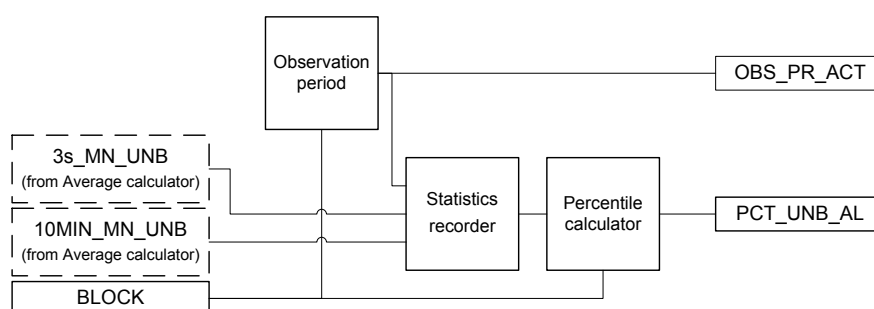 Observation
period
OBS_PR_ACT
3s_MN_UNB
(from Average calculator)
Statistics
recorder
Percentile
calculator
PCT_UNB_AL
10MIN_MN_UNB
(from Average calculator)
BLOCK